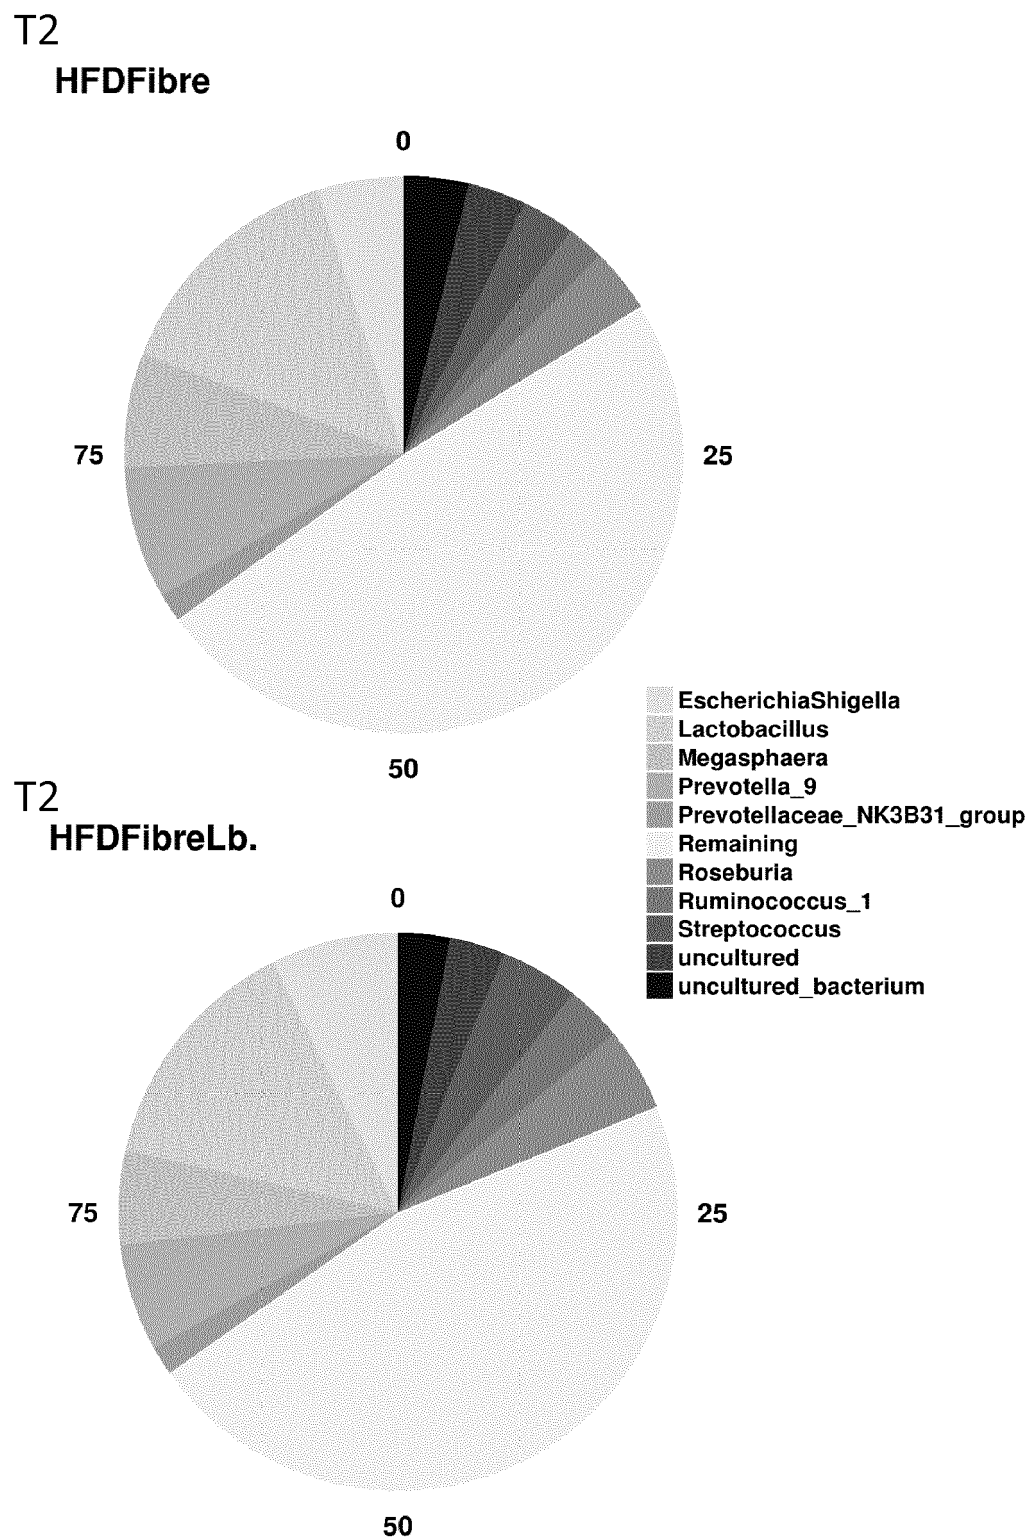 T2
HFDFibre
0
75
25
50
EscherichiaShigella
Lactobacillus
Megasphaera
Prevotella_9
Prevotellaceae_NK3B31_group
Remaining
Roseburia
Ruminococcus_1
Streptococcus
uncultured
uncultured_bacterium
T2
HFDFibreLb.
0
75
25
50